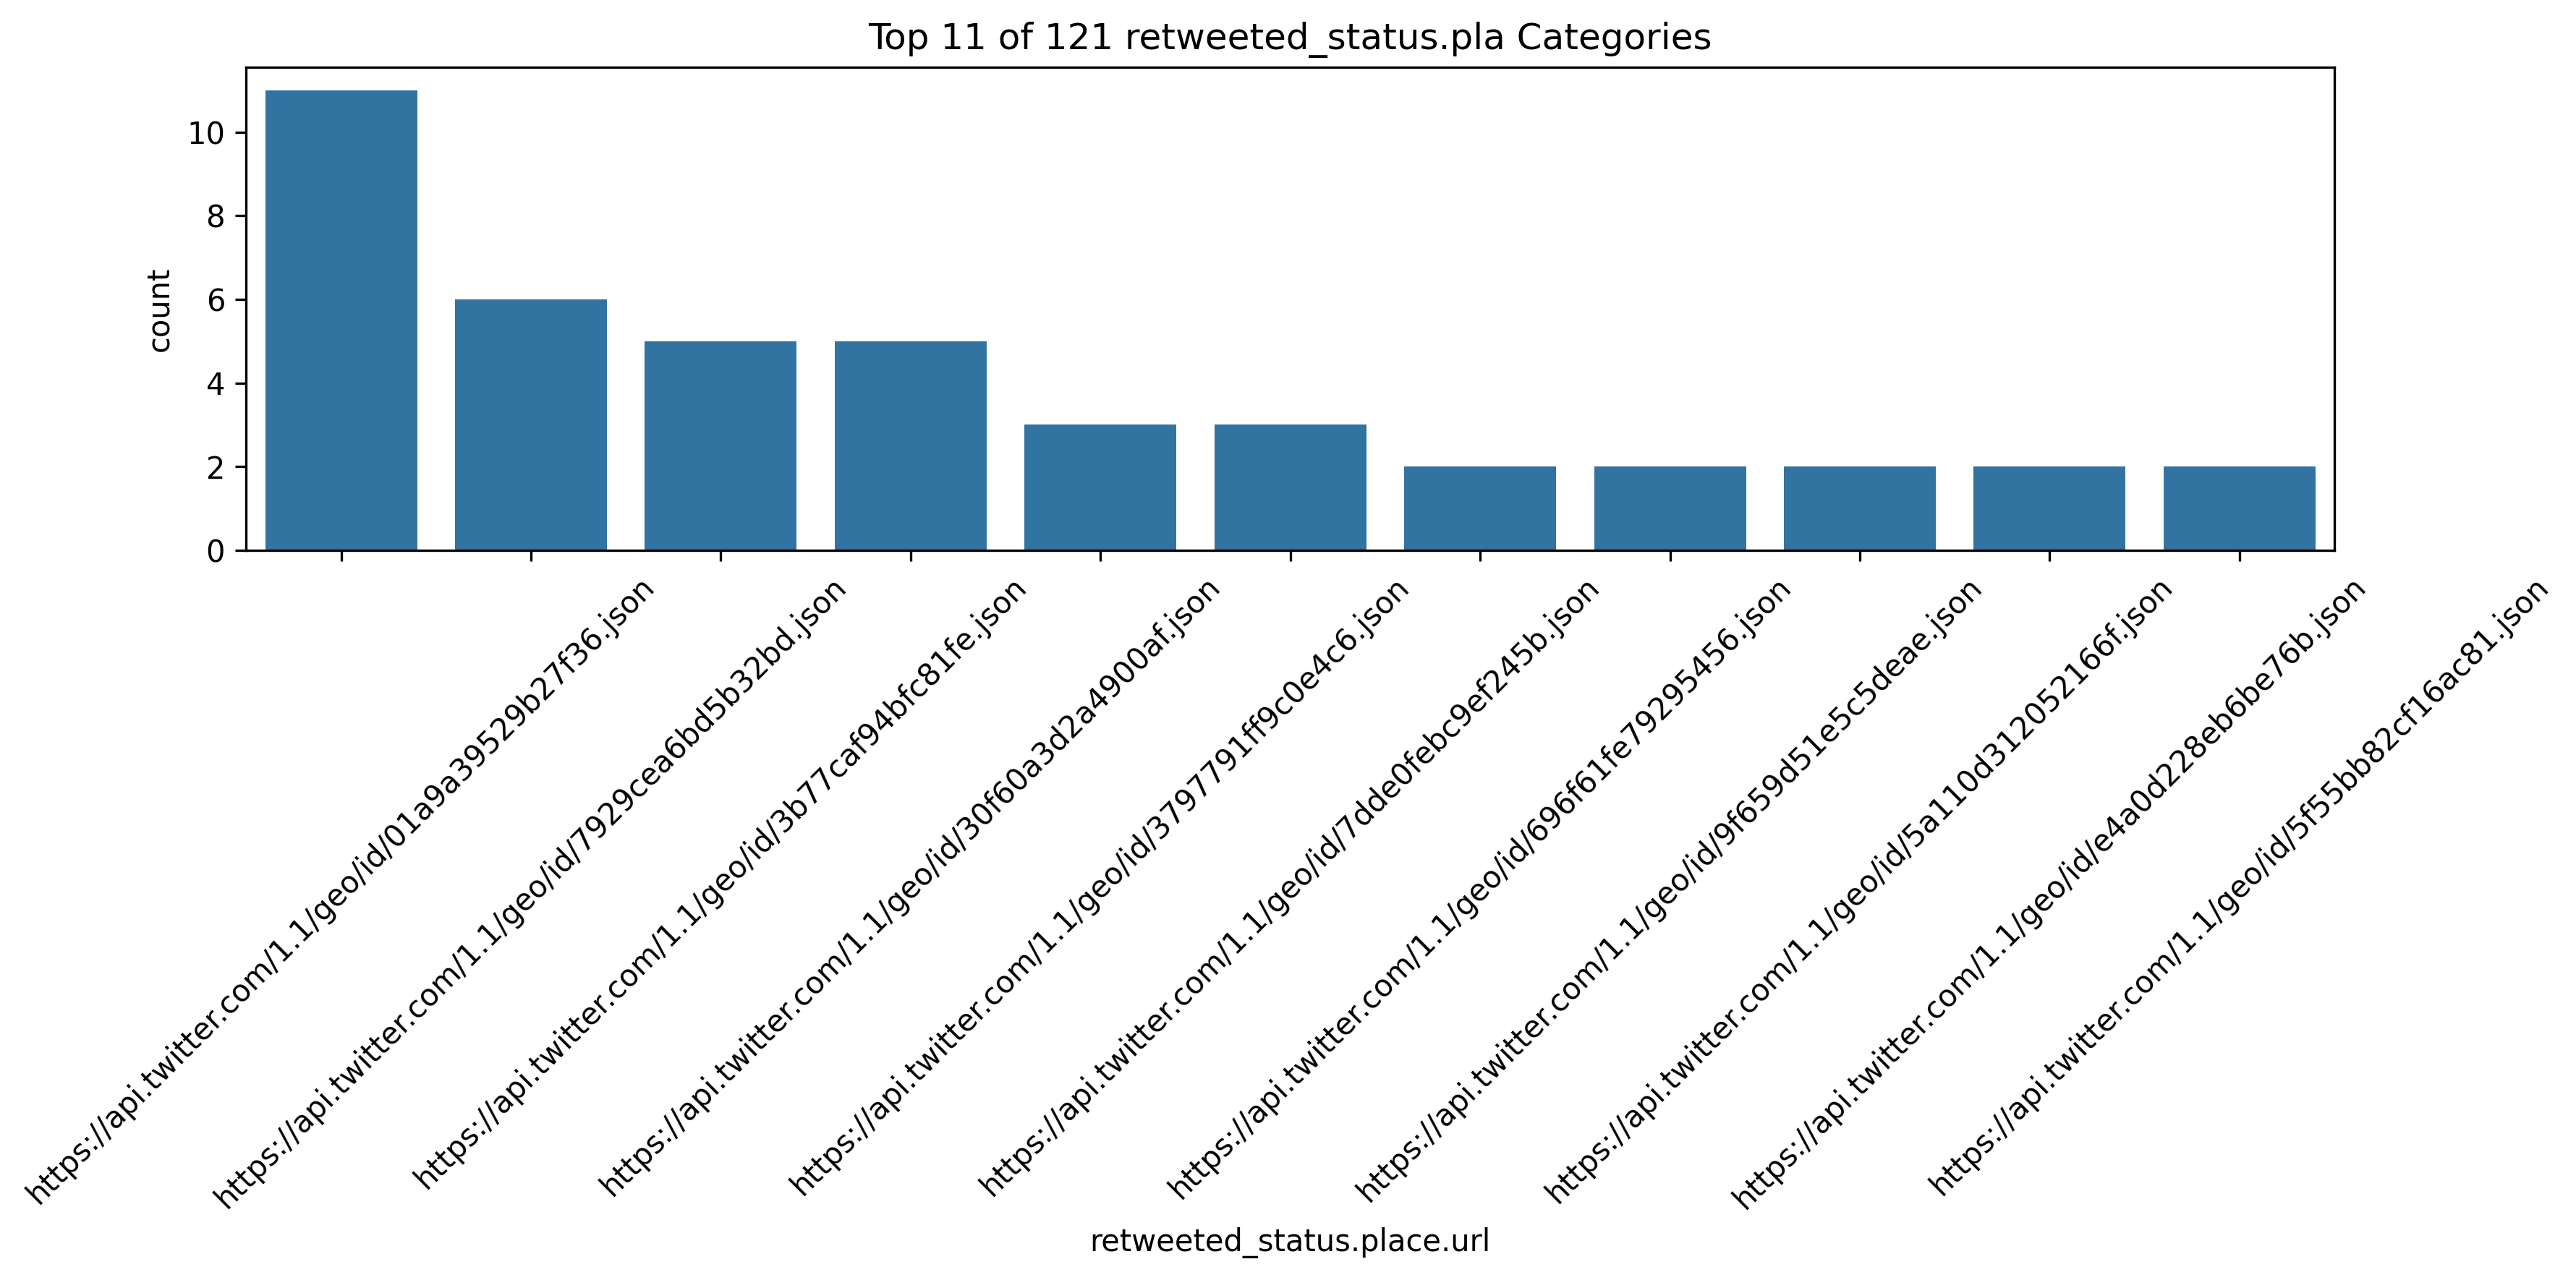 Top 11 of 121 retweeted_status.pla Categories
count
10
8
6
4
2
0
https://api.twitter.com/1.1/geo/id/01a9a39529b27f36.json
https://api.twitter.com/1.1/geo/id/7929cea6bd5b32bd.json
https://api.twitter.com/1.1/geo/id/3b77caf94bfc81fe.json
https://api.twitter.com/1.1/geo/id/30f60a3d2a4900af.json
https://api.twitter.com/1.1/geo/id/3797791ff9c0e4c6.json
https://api.twitter.com/1.1/geo/id/7dde0febc9ef245b.json
https://api.twitter.com/1.1/geo/id/696f61fe79295456.json
https://api.twitter.com/1.1/geo/id/9f659d51e5c5deae.json
https://api.twitter.com/1.1/geo/id/5a110d312052166f.json
https://api.twitter.com/1.1/geo/id/e4a0d228eb6be76b.json
https://api.twitter.com/1.1/geo/id/5f55bb82cf16ac81.json
retweeted_status.place.url